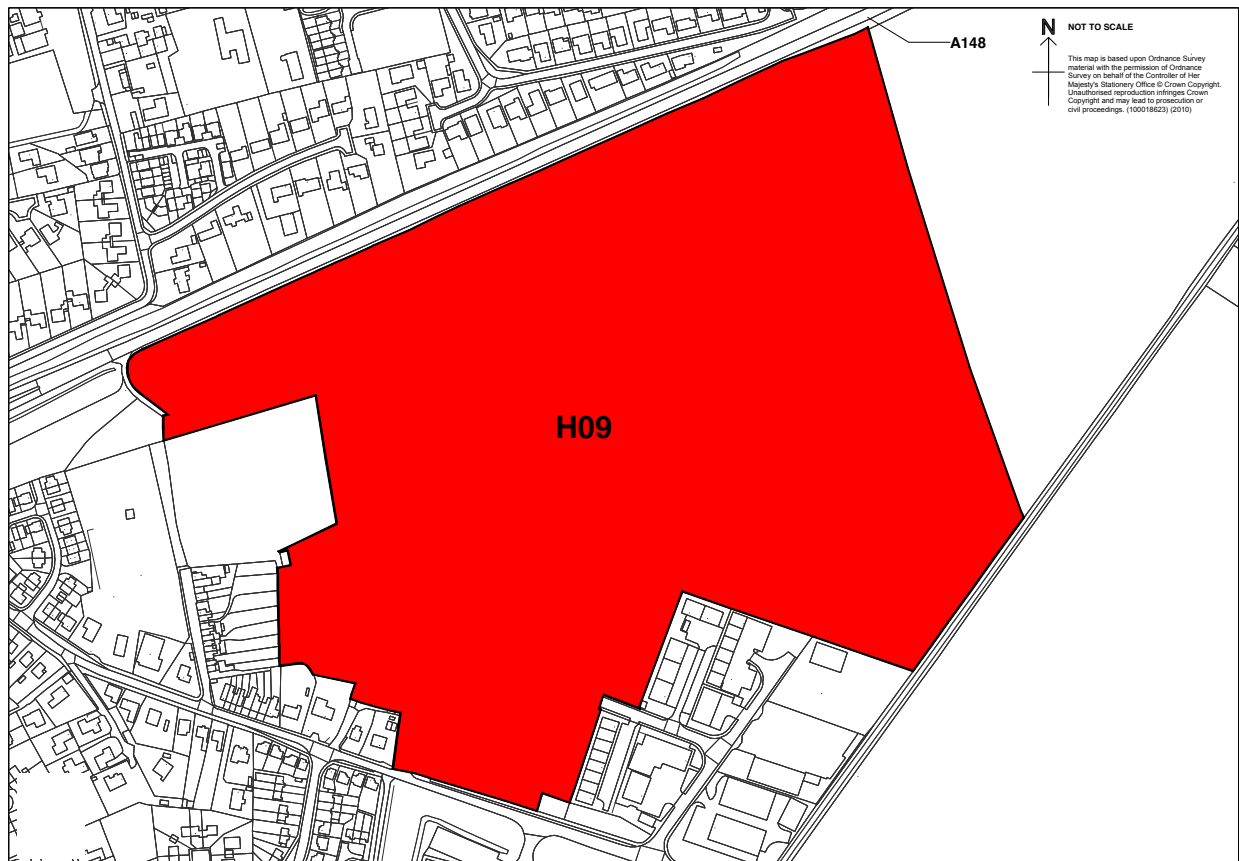 A148
N
NOT TO SCALE
This map is based upon Ordnance Survey
material with the permission of Ordnance
Survey on behalf of the Controller of Her
Majesty's Stationery Office © Crown Copyright.
Unauthorised reproduction infringes Crown
Copyright and may lead to prosecution or
civil proceedings. (100018623) (2010)
H09